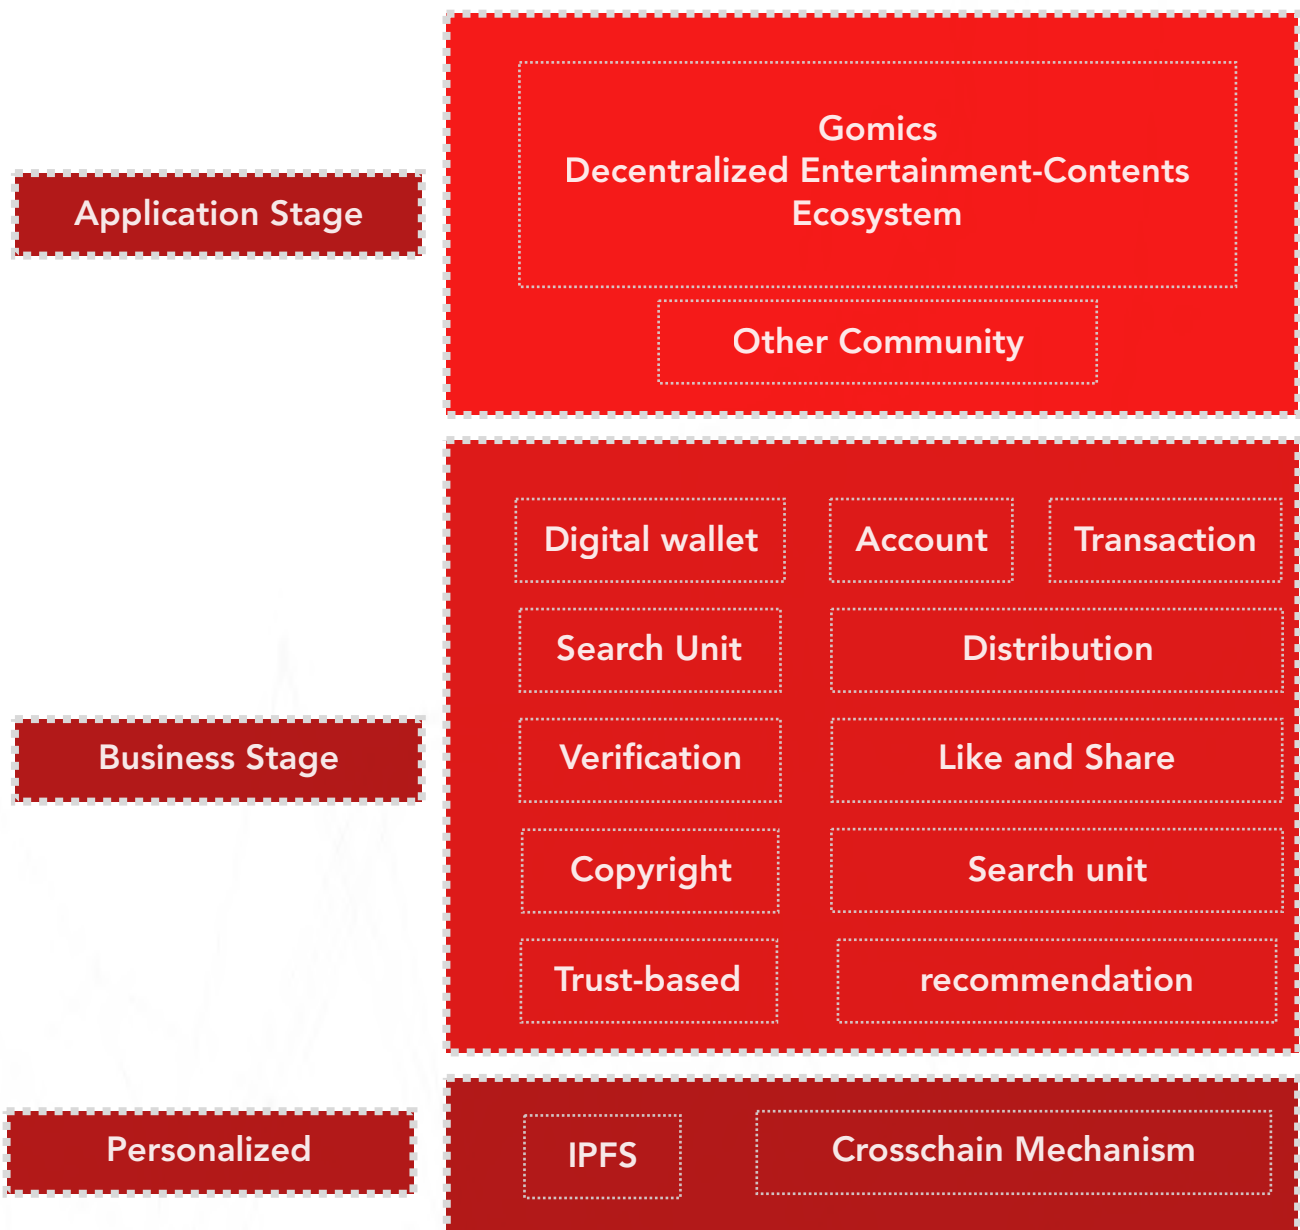 Application Stage
Gomics
Decentralized Entertainment-Contents
Ecosystem
Other Community
Business Stage
Digital wallet
Account
Transaction
Search Unit
Distribution
Verification
Like and Share
Copyright
Search unit
Trust-based
recommendation
Personalized
IPFS
Crosschain Mechanism